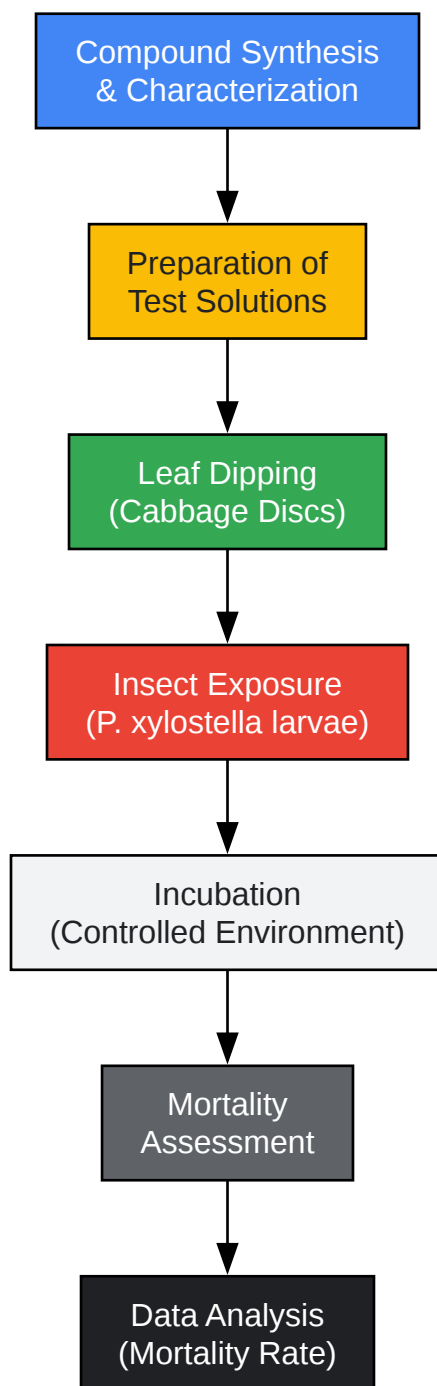 Compound Synthesis
& Characterization
Preparation of
Test Solutions
Leaf Dipping
(Cabbage Discs)
Insect Exposure
(P. xylostella larvae)
Incubation
(Controlled Environment)
Mortality
Assessment
Data Analysis
(Mortality Rate)